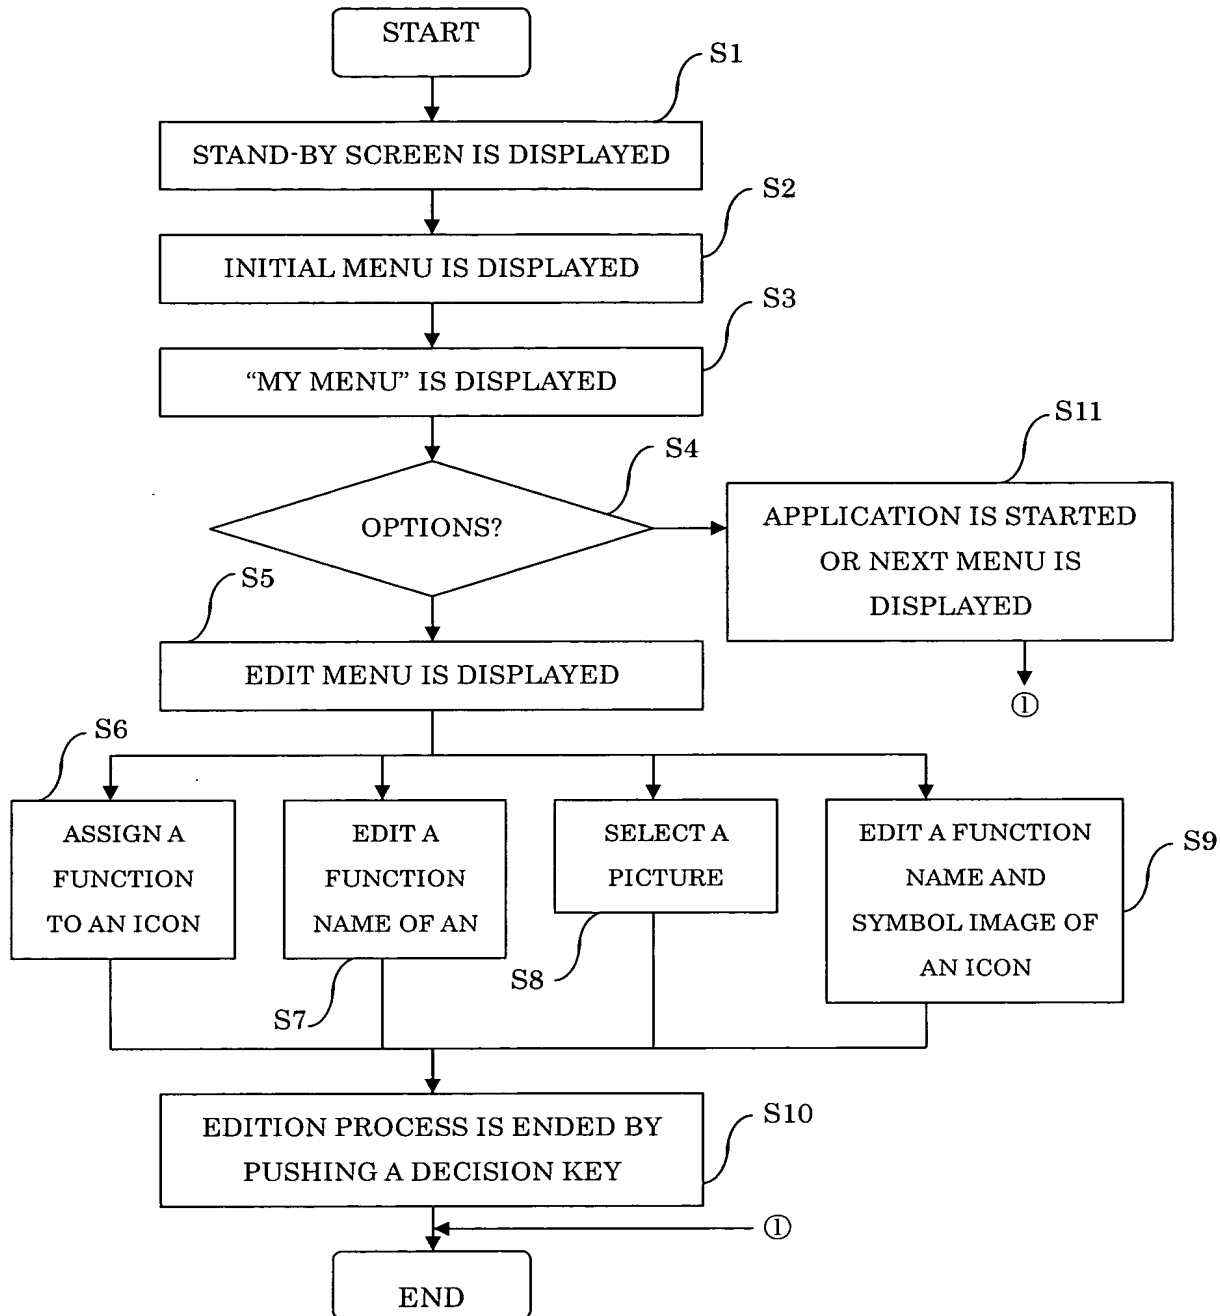 START
S1
STAND-BY SCREEN IS DISPLAYED
S2
INITIAL MENU IS DISPLAYED
S3
“MY MENU” IS DISPLAYED
S4
OPTIONS?
S11
APPLICATION IS STARTED
OR NEXT MENU IS
DISPLAYED
①
S5
EDIT MENU IS DISPLAYED
S6
ASSIGN A
FUNCTION
TO AN ICON
EDIT A
FUNCTION
NAME OF AN
S7
SELECT A
PICTURE
S8
EDIT A FUNCTION
NAME AND
SYMBOL IMAGE OF
AN ICON
S9
EDITION PROCESS IS ENDED BY
PUSHING A DECISION KEY
S10
①
END